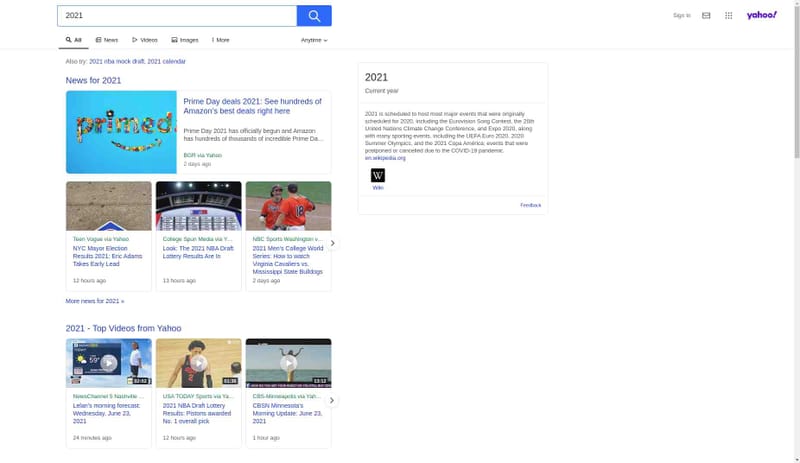 2021
Sign in
yahoo!
All
News
Videos
Images
More
Anytime
Also try: 2021 nba mock draft, 2021 calendar
News for 2021
primed
Prime Day deals 2021: See hundreds of
Amazon's best deals right here
Prime Day 2021 has officially begun and Amazon
has hundreds of thousands of incredible Prime Da...
BGR via Yahoo
2 days ago
Teen Vogue via Yahoo
NYC Mayor Election
Results 2021: Eric Adams
Takes Early Lead
12 hours ago
College Spun Media via Y...
Look: The 2021 NBA Draft
Lottery Results Are In
13 hours ago
18
NBC Sports Washington v...
2021 Men's College World
Series: How to watch
Virginia Cavaliers vs.
Mississippi State Bulldogs
2 days ago
More news for 2021 »
2021 - Top Videos from Yahoo
59°
02:52
NewsChannel 5 Nashville ...
Lelan's morning forecast:
Wednesday, June 23,
2021
24 minutes ago
2
01:38
USA TODAY Sports via Ya...
2021 NBA Draft Lottery
Results: Pistons awarded
No. 1 overall pick
12 hours ago
13:12
CBS-Minneapolis via Yah...
CBSN Minnesota's
Morning Update: June 23,
2021
1 hour ago
2021
Current year
2021 is scheduled to host most major events that were originally
scheduled for 2020, including the Eurovision Song Contest, the 26th
United Nations Climate Change Conference, and Expo 2020, along
with many sporting events, including the UEFA Euro 2020, 2020
Summer Olympics, and the 2021 Copa América: events that were
postponed or canceled due to the COVID-19 pandemic.
en.wikipedia.org
W
Wiki
Feedback